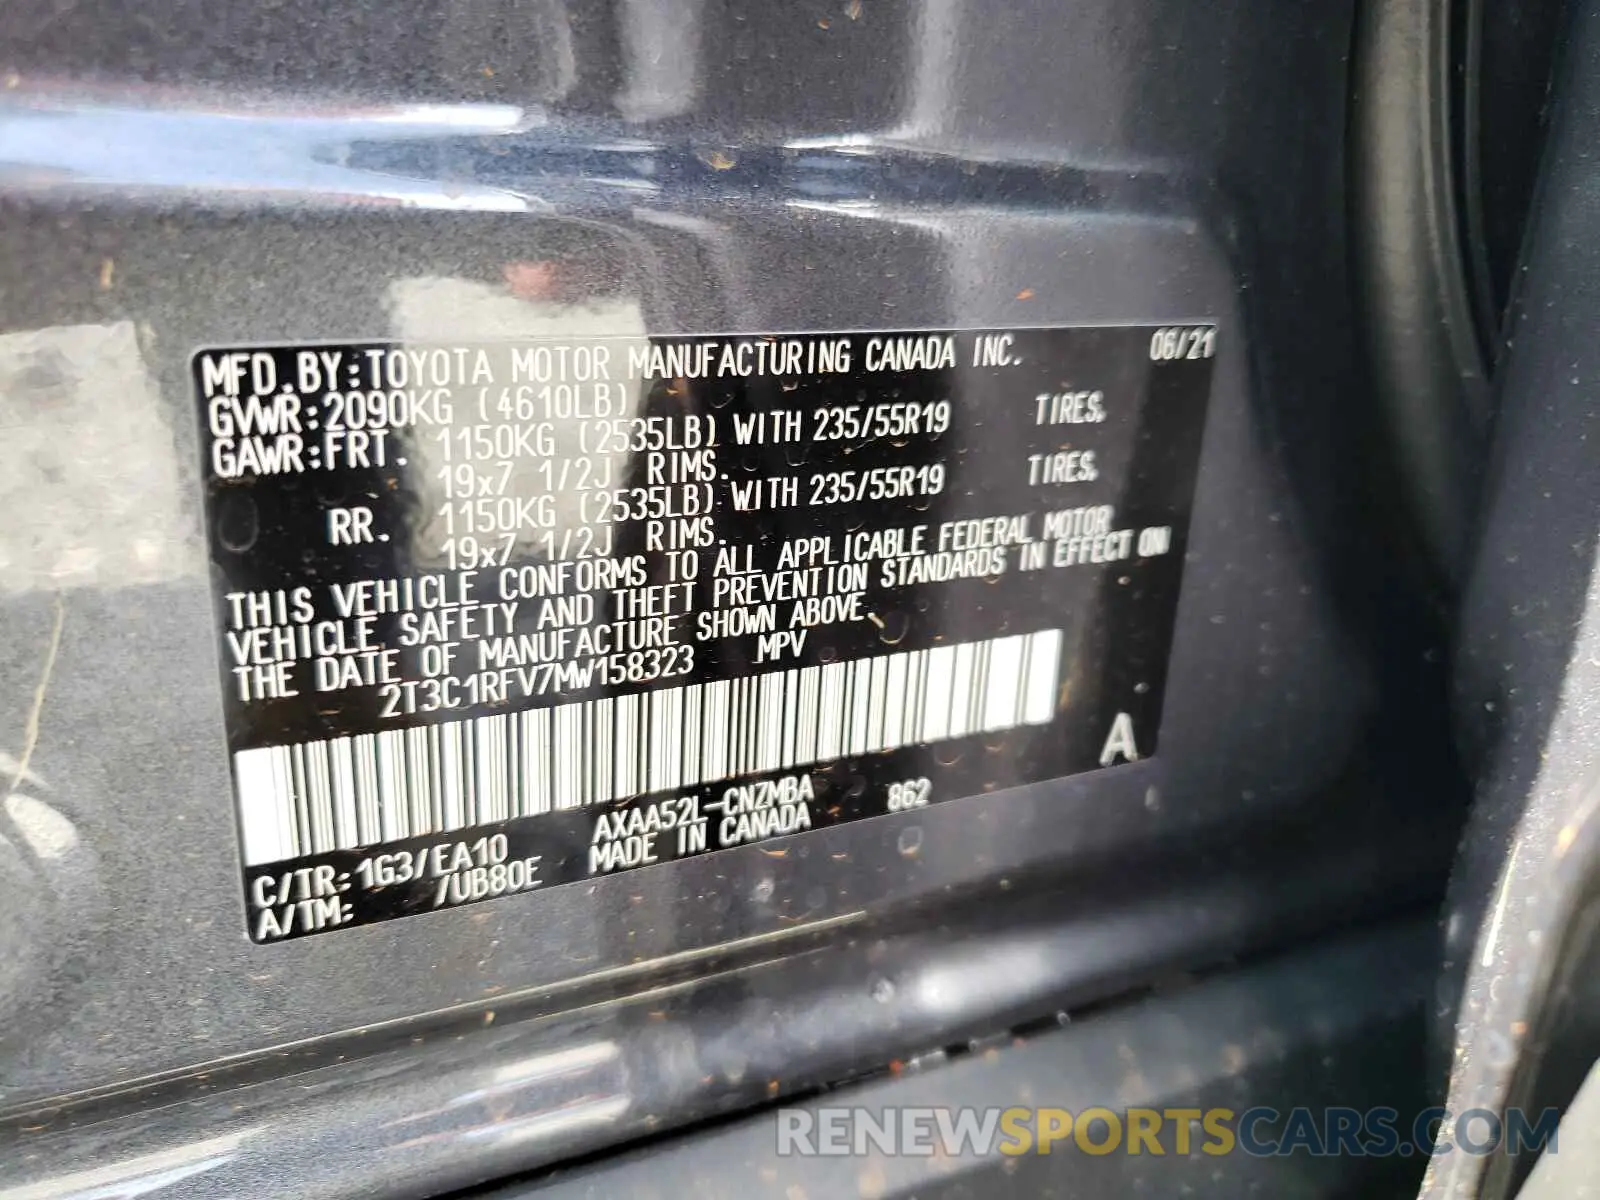 MFD.BY:TOYOTA MOTOR MANUFACTURING CANADA INC. 06/21
GVWR:2090KG (4610LB)
GAWR:FRT. 1150KG (2535LB) WITH 235/55R19 TIRES,
19x7 1/2J RIMS.
RR. 1150KG (2535LB) WITH 235/55R19 TIRES,
19x7 1/2J RIMS.
THIS VEHICLE CONFORMS TO ALL APPLICABLE FEDERAL MOTOR
VEHICLE SAFETY AND THEFT PREVENTION STANDARDS IN EFFECT ON
THE DATE OF MANUFACTURE SHOWN ABOVE.
2T3C1RFV7MW158323 MPV
A
C/TR:1G3/EA10 AXAA52L-CNZMBA 862
A/TM: /UB80E MADE IN CANADA
RENEWSPORTSCARS.COM